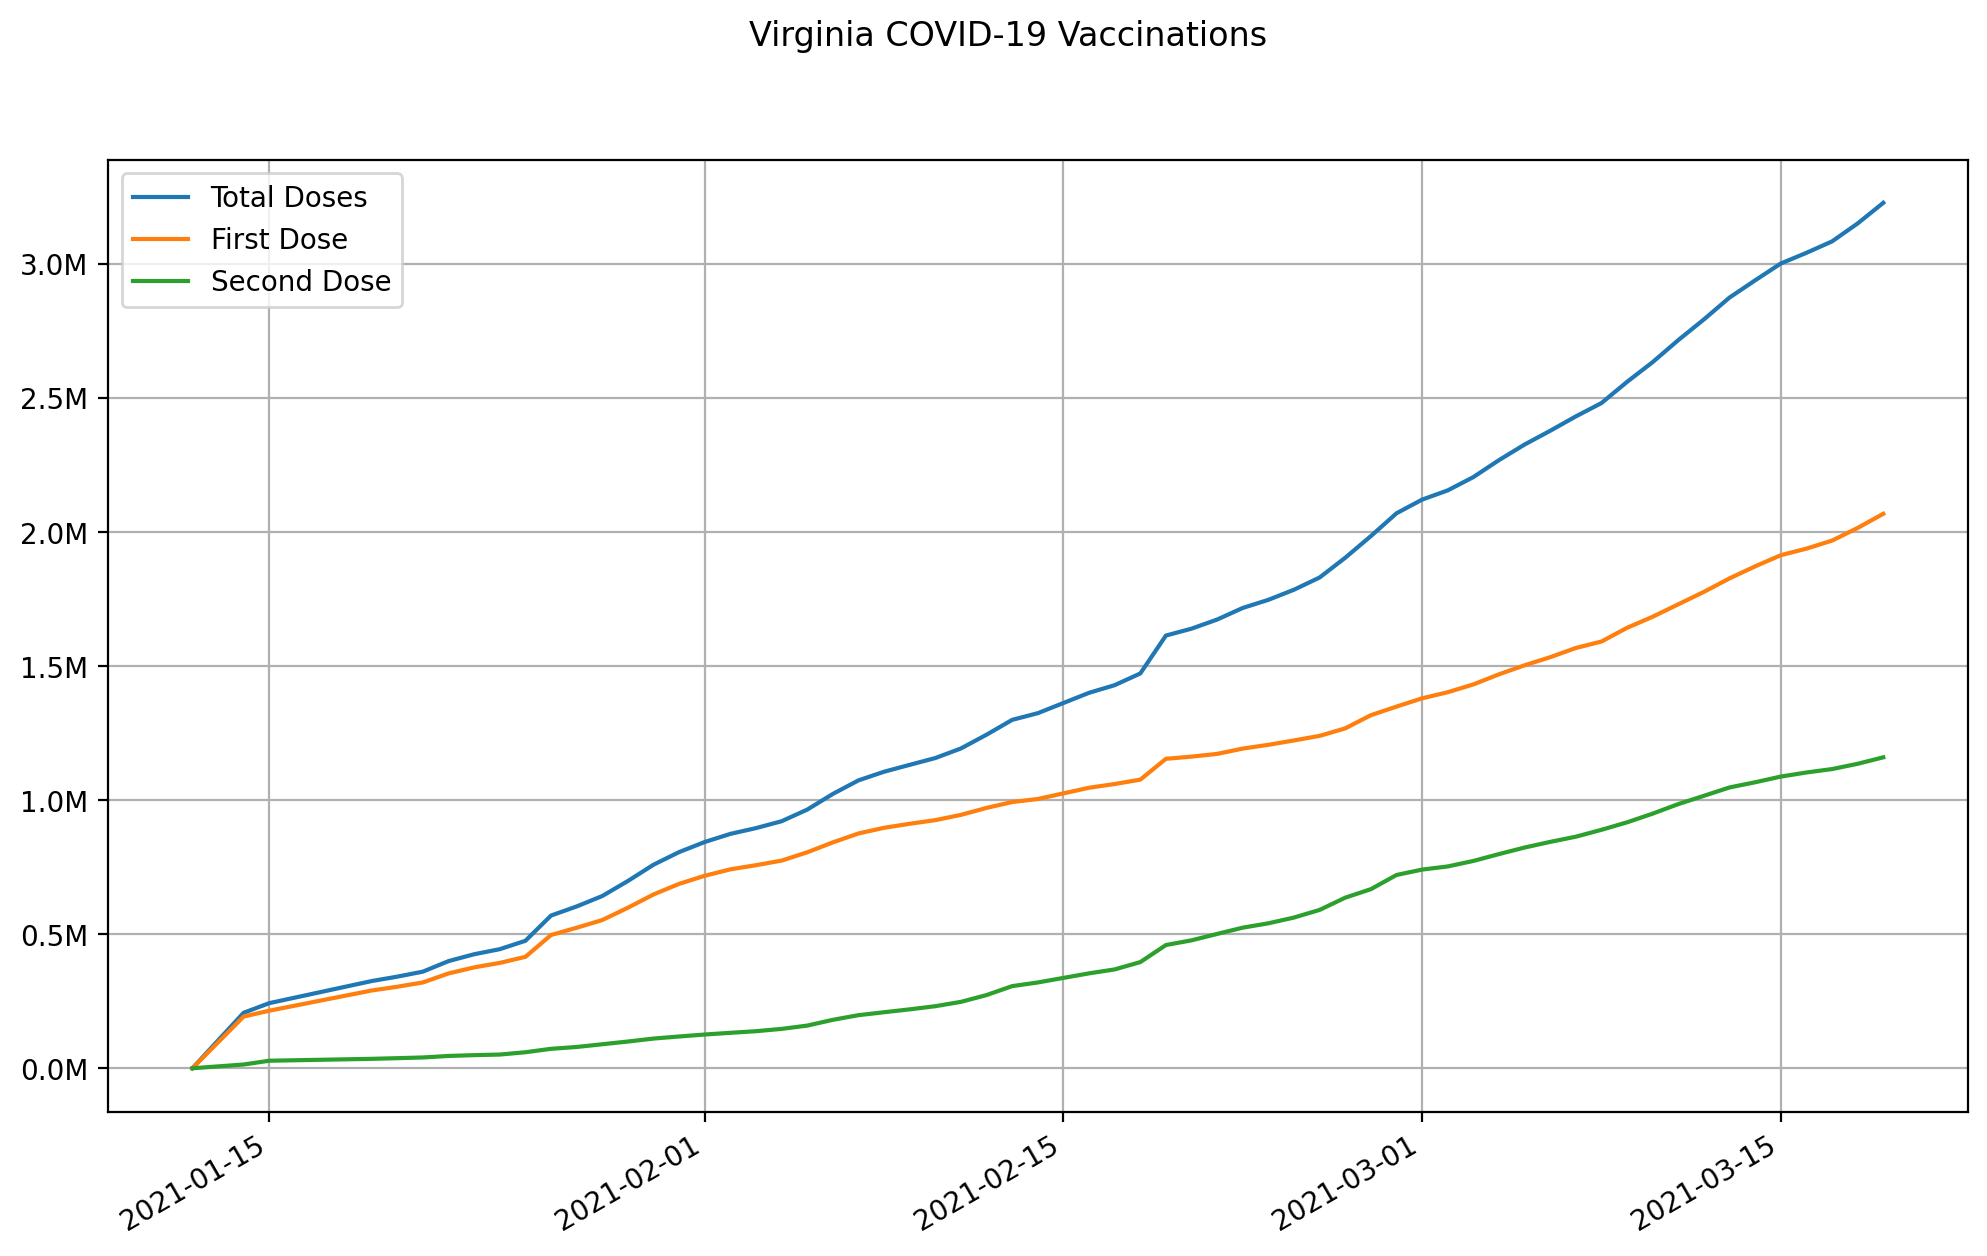 Virginia COVID-19 Vaccinations
Total Doses
First Dose
Second Dose
3.0M
2.5M
2.0M
1.5M
1.0M
0.5M
0.0M
2021-01-15
2021-02-01
2021-02-15
2021-03-01
2021-03-15